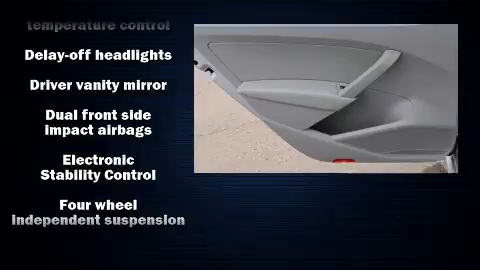 temperature control
Delay-off headlights
Driver vanity mirror
Dual front side
impact airbags
Electronic
Stability Control
Four wheel
independent suspension